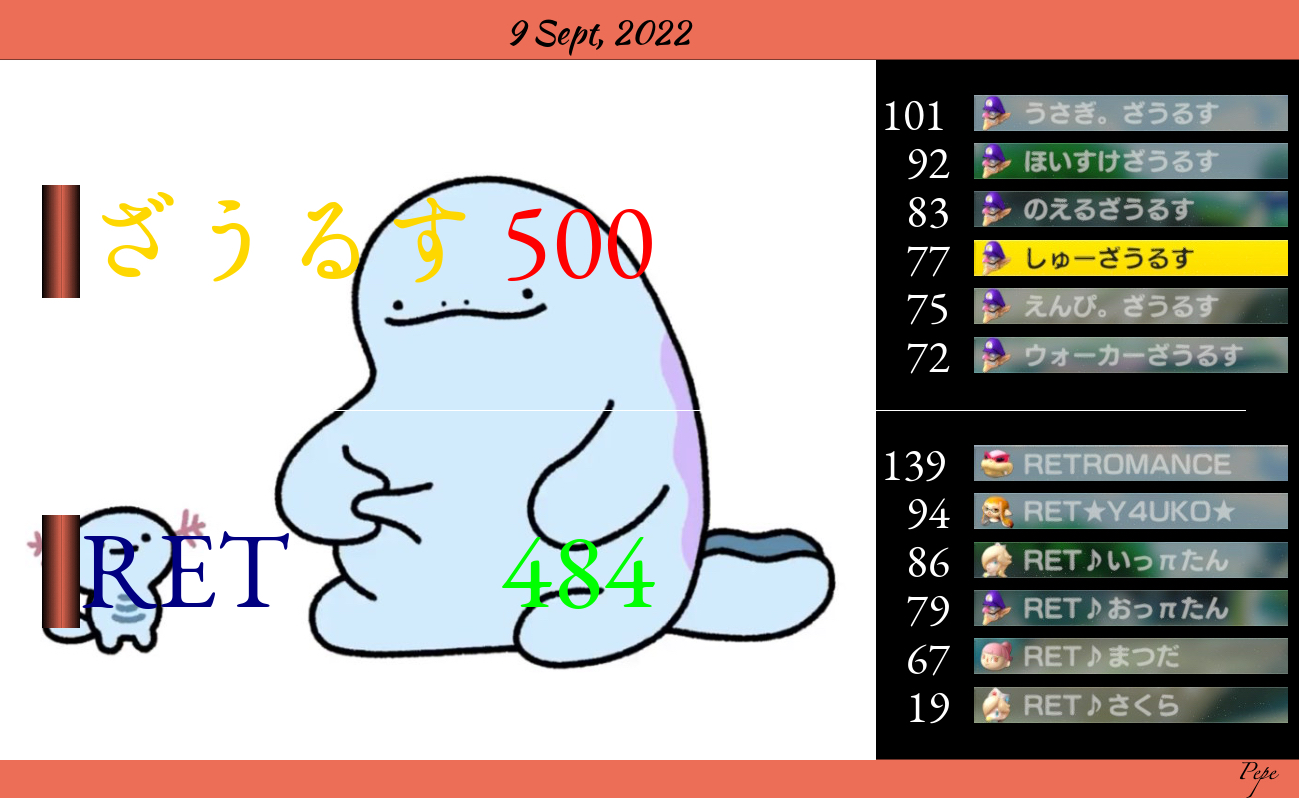 9 Sept, 2022
ざうるす 500
RET 484
101 うさぎ。ざうるす
92 ほいすけざうるす
83 のえるざうるす
77 しゅーざうるす
75 えんぴ。ざうるす
72 ウォーカーざうるす
139 RETROMANCE
94 RET★Y4UKO★
86 RET♪いっπたん
79 RET♪おっπたん
67 RET♪まつだ
19 RET♪さくら
Pepe